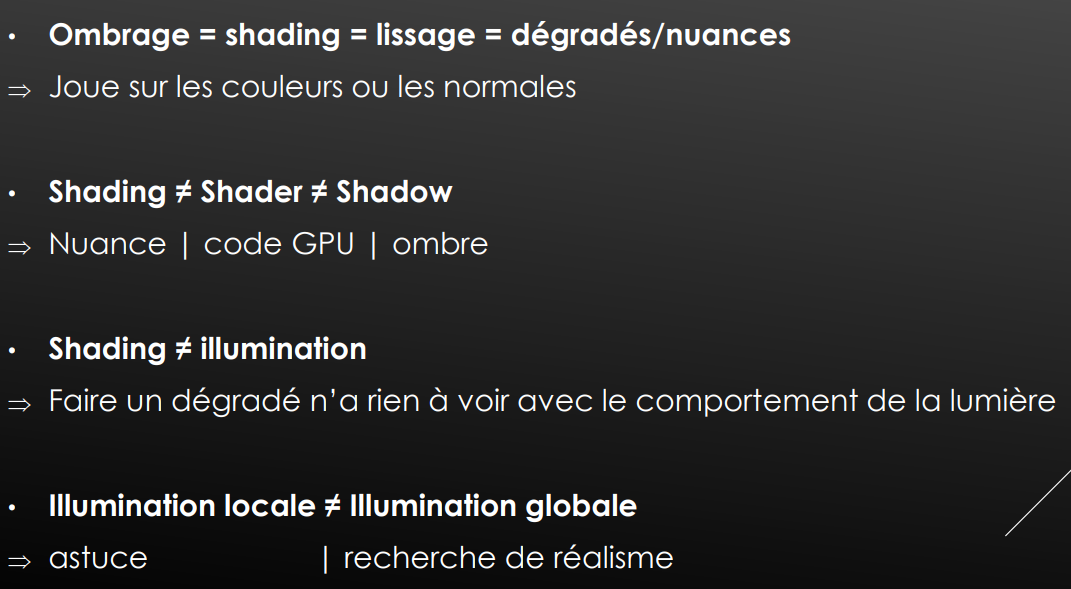 • Ombrage = shading = lissage = dégradés/nuances
⇒ Joue sur les couleurs ou les normales
• Shading ≠ Shader ≠ Shadow
⇒ Nuance | code GPU | ombre
• Shading ≠ illumination
⇒ Faire un dégradé n'a rien à voir avec le comportement de la lumière
• Illumination locale ≠ Illumination globale
⇒ astuce | recherche de réalisme